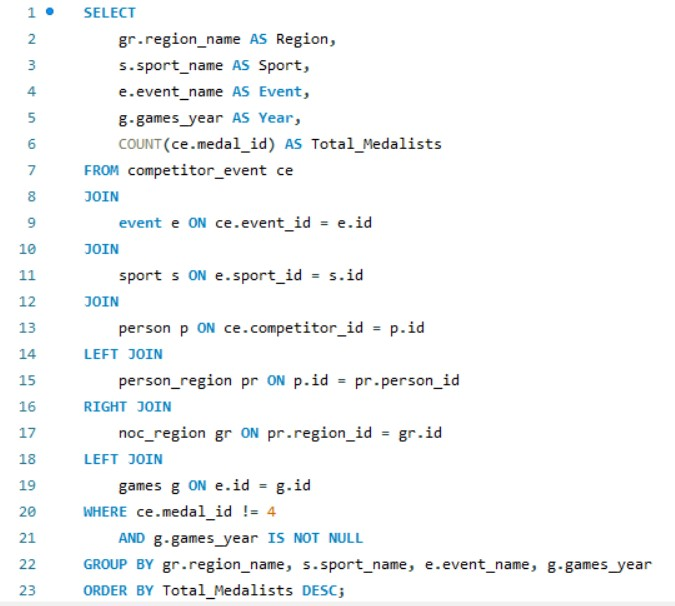 1 SELECT
2 gr.region_name AS Region,
3 s.sport_name AS Sport,
4 e.event_name AS Event,
5 g.games_year AS Year,
6 COUNT(ce.medal_id) AS Total_Medalists
7 FROM competitor_event ce
8 JOIN
9 event e ON ce.event_id = e.id
10 JOIN
11 sport s ON e.sport_id = s.id
12 JOIN
13 person p ON ce.competitor_id = p.id
14 LEFT JOIN
15 person_region pr ON p.id = pr.person_id
16 RIGHT JOIN
17 noc_region gr ON pr.region_id = gr.id
18 LEFT JOIN
19 games g ON e.id = g.id
20 WHERE ce.medal_id != 4
21 AND g.games_year IS NOT NULL
22 GROUP BY gr.region_name, s.sport_name, e.event_name, g.games_year
23 ORDER BY Total_Medalists DESC;